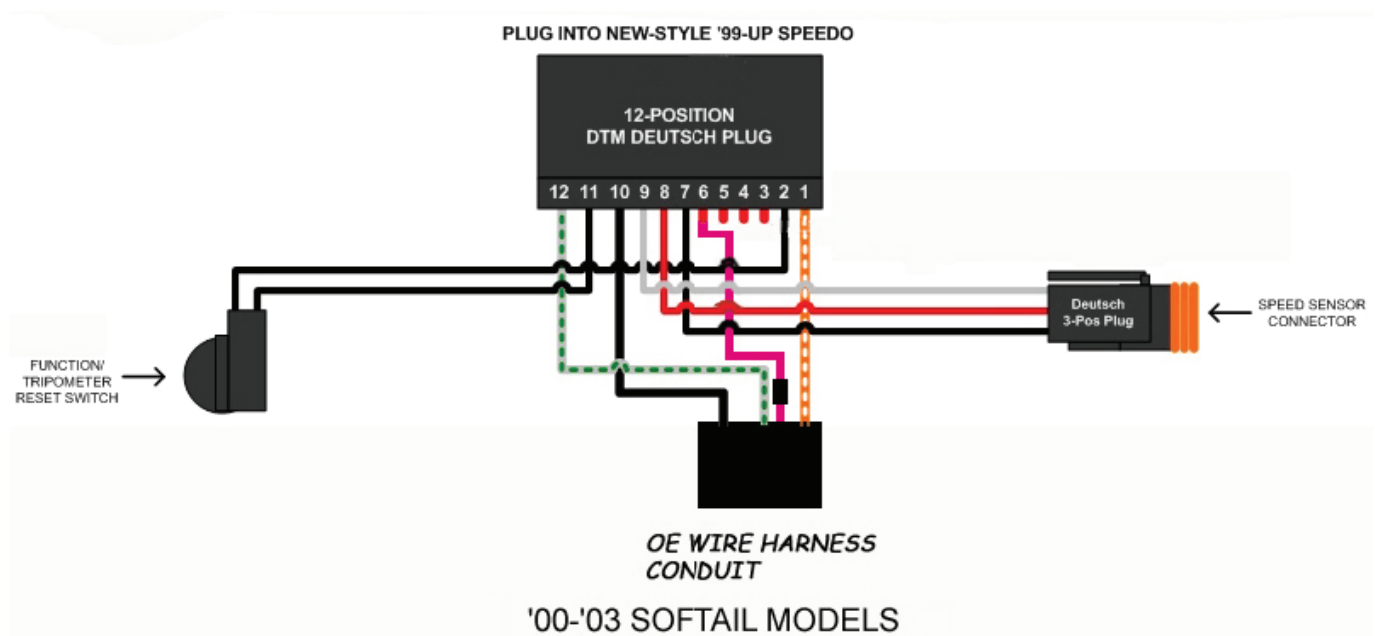 PLUG INTO NEW-STYLE '99-UP SPEEDO
12-POSITION
DTM DEUTSCH PLUG
12 11 10 9 8 7 6 5 4 3 2 1
Deutsch
3-Pos Plug
SPEED SENSOR
CONNECTOR
FUNCTION/
TRIPOMETER
RESET SWITCH
OE WIRE HARNESS
CONDUIT
'00-'03 SOFTAIL MODELS